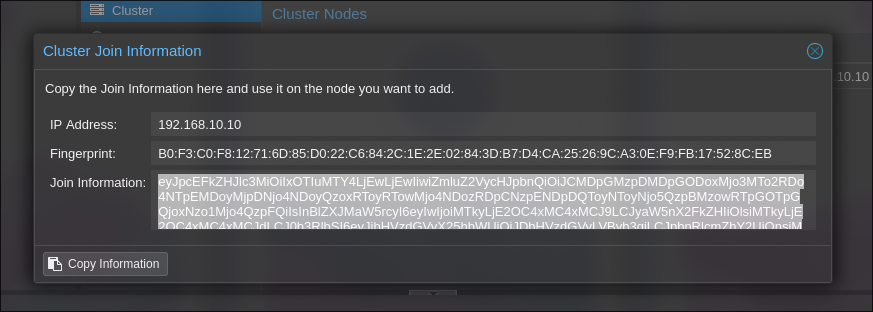 Cluster
Cluster Nodes
Cluster Join Information
.10.10
Copy the Join Information here and use it on the node you want to add.
IP Address: 192.168.10.10
Fingerprint: B0:F3:C0:F8:12:71:6D:85:D0:22:C6:84:2C:1E:2E:02:84:3D:B7:D4:CA:25:26:9C:A3:0E:F9:FB:17:52:8C:EB
Join Information: eyJpcEFkZHJlc3MiOiIxOTIuMTY4LjEwLjEwIiwiZmluZ2VycHJpbnQiOiJCMDpGMzpDMDpGODoxMjo3MTo2RDo
4NTpEMDoyMjpDNjo4NDoyQzoxRToyRTowMjo4NDozRDpCNzpENDpDQToyNToyNjo5QzpBMzowRTpGOTpG
QjoxNzo1Mjo4QzpFQiIsInBlZXJMaW5rcyI6eyIwIjoiMTkyLjE2OC4xMC4xMCJ9LCJyaW5nX2FkZHIiOlsiMTkyLjE
Copy Information